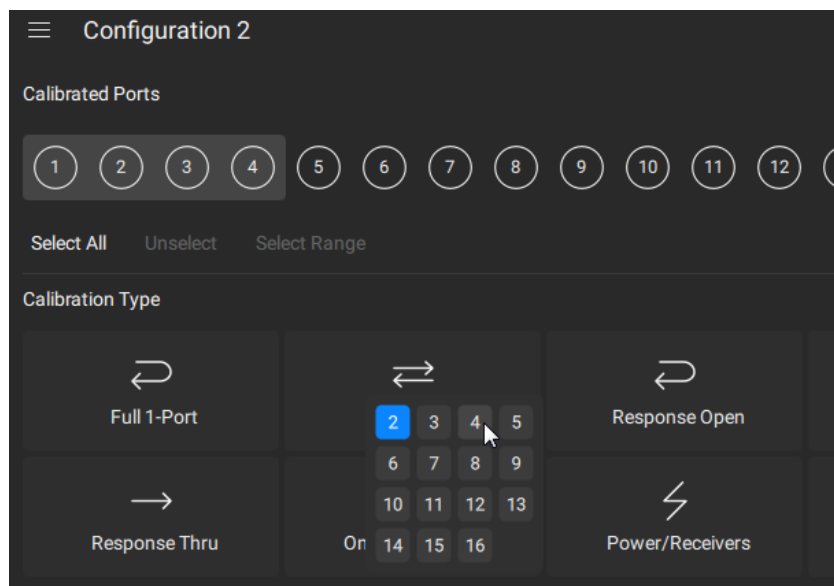 Configuration 2
Calibrated Ports
1 2 3 4 5 6 7 8 9 10 11 12
Select All Unselect Select Range
Calibration Type
Full 1-Port Response Open
2 3 4 5
6 7 8 9
10 11 12 13
14 15 16
Response Thru On Power/Receivers